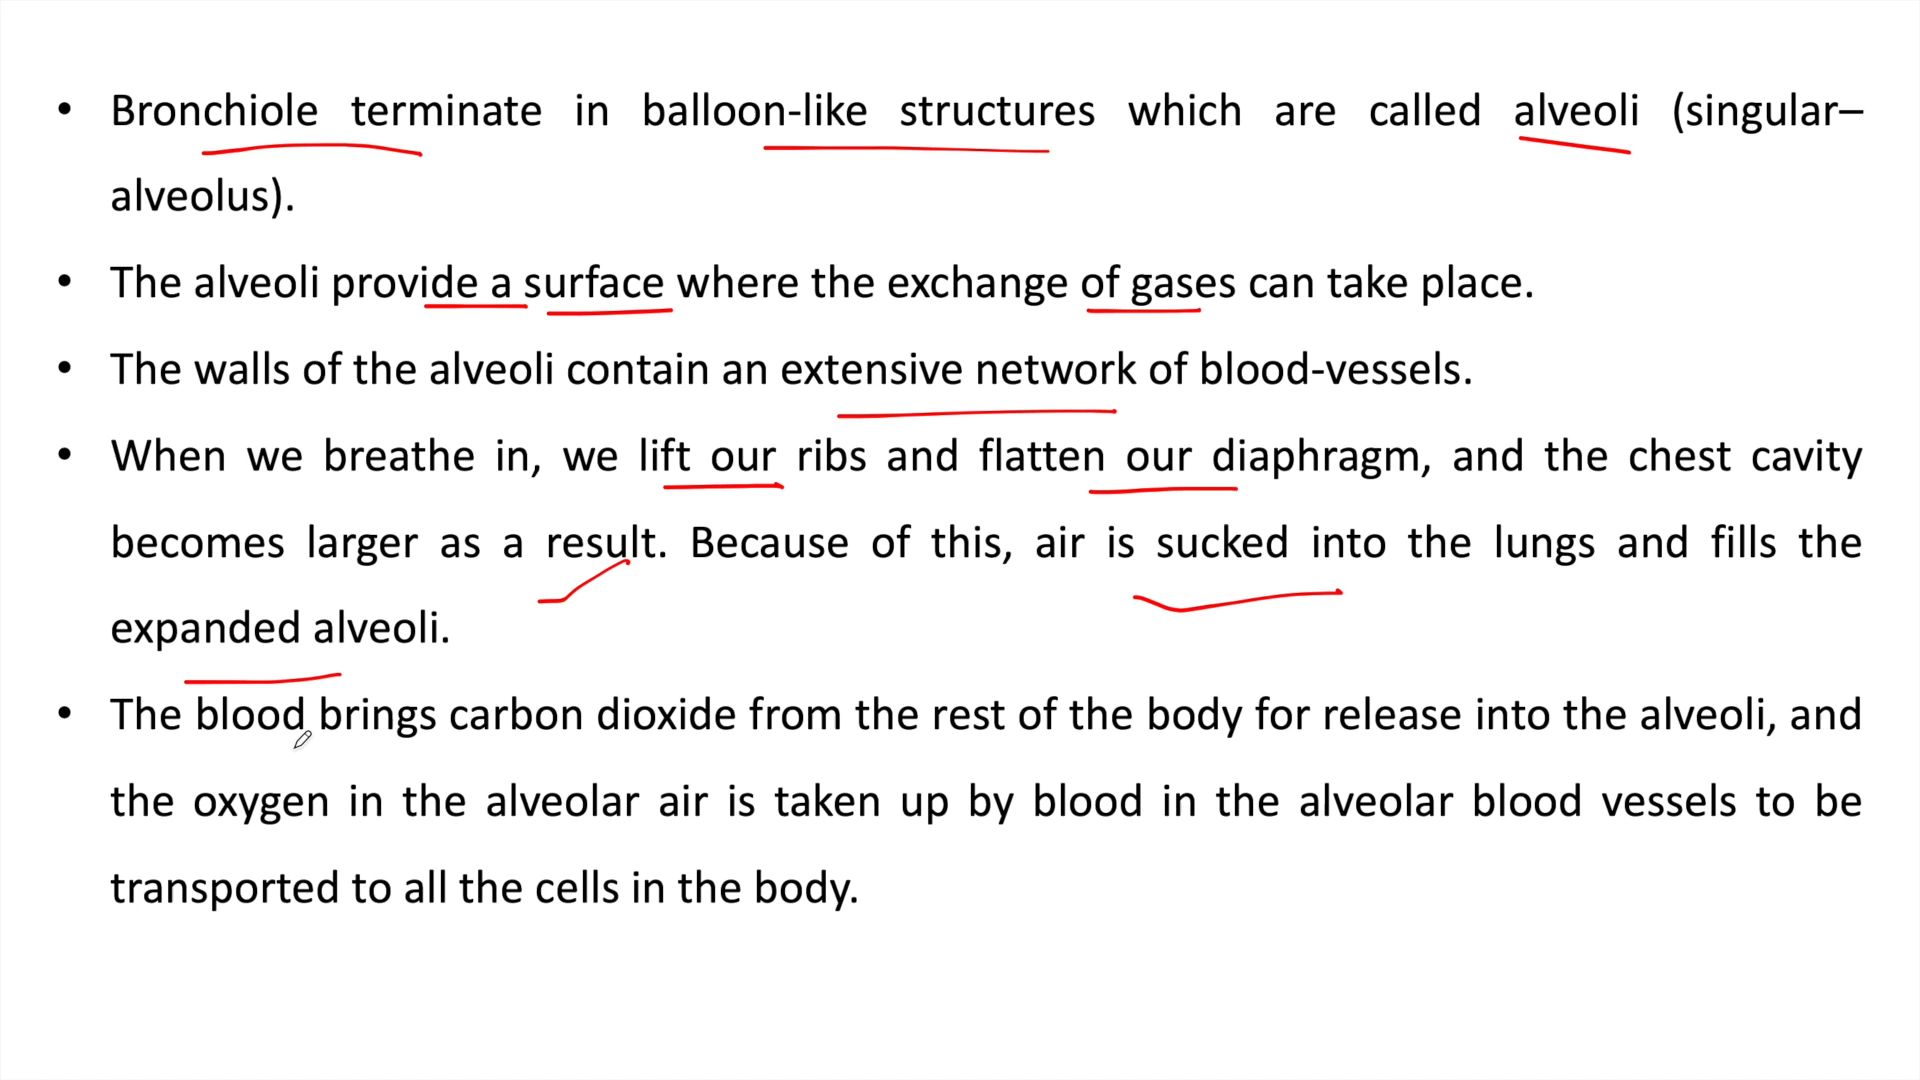 • Bronchiole terminate in balloon-like structures which are called alveoli (singular–
alveolus).
• The alveoli provide a surface where the exchange of gases can take place.
• The walls of the alveoli contain an extensive network of blood-vessels.
• When we breathe in, we lift our ribs and flatten our diaphragm, and the chest cavity
becomes larger as a result. Because of this, air is sucked into the lungs and fills the
expanded alveoli.
• The blood brings carbon dioxide from the rest of the body for release into the alveoli, and
the oxygen in the alveolar air is taken up by blood in the alveolar blood vessels to be
transported to all the cells in the body.